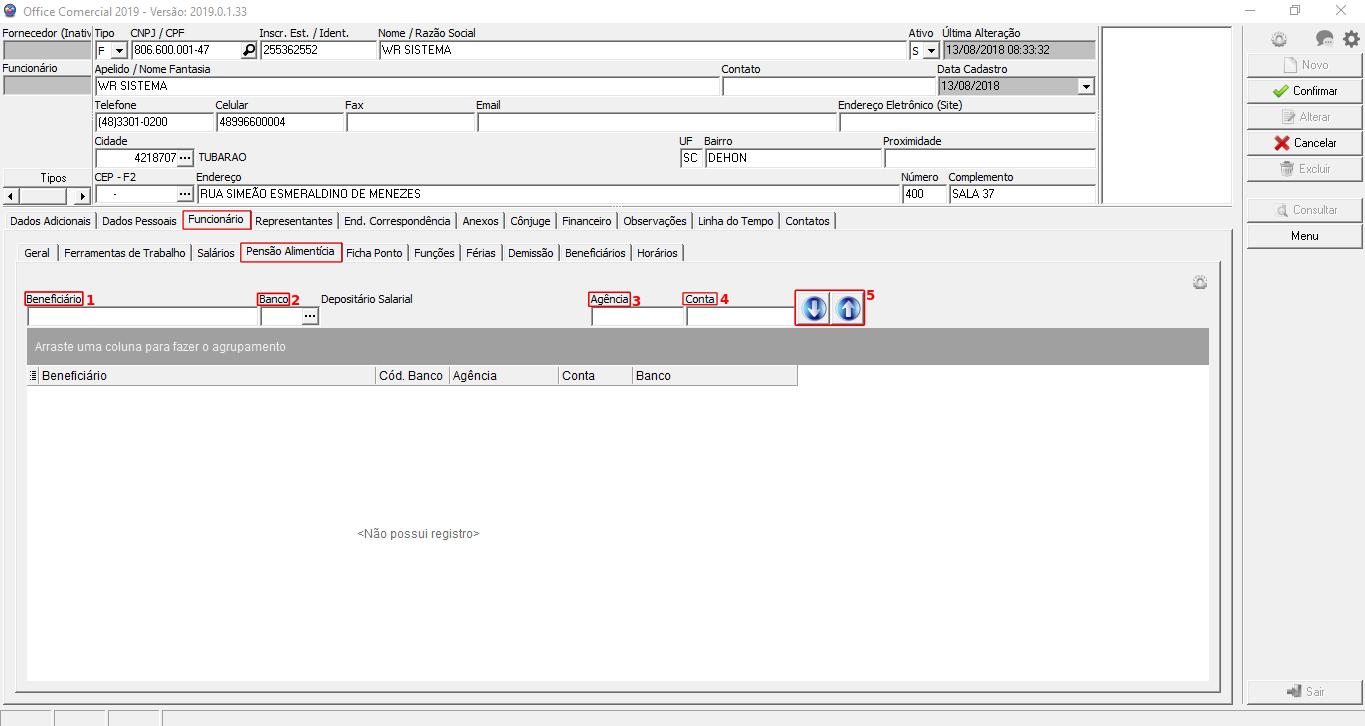 Office Comercial 2019 - Versão: 2019.0.1.33
Fornecedor (Inativ Tipo CNPJ / CPF Inscr. Est. / Ident. Nome / Razão Social Ativo Última Alteração
F 806.600.001-47 255362552 WR SISTEMA S 13/08/2018 08:33:32
Funcionário Apelido / Nome Fantasia Contato Data Cadastro
WR SISTEMA 13/08/2018
Telefone Celular Fax Email Endereço Eletrônico (Site)
(48)3301-0200 48996600004
Cidade UF Bairro Proximidade
4218707 ... TUBARAO SC DEHON
Tipos CEP - F2 Endereço Número Complemento
- ... RUA SIMEÃO ESMERALDINO DE MENEZES 400 SALA 37
Novo
Confirmar
Alterar
Cancelar
Excluir
Consultar
Menu
Dados Adicionais Dados Pessoais Funcionário Representantes End. Correspondência Anexos Cônjuge Financeiro Observações Linha do Tempo Contatos
Geral Ferramentas de Trabalho Salários Pensão Alimentícia Ficha Ponto Funções Férias Demissão Beneficiários Horários
Beneficiário 1 Banco 2 Depositário Salarial Agência 3 Conta 4 5
...
Arraste uma coluna para fazer o agrupamento
Beneficiário Cód. Banco Agência Conta Banco
<Não possui registro>
Sair